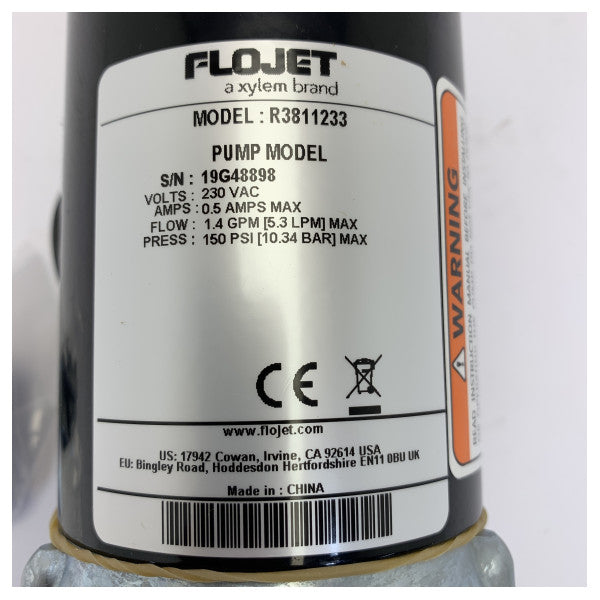 FLOJET
a xylem brand
MODEL : R3811233
PUMP MODEL
S/N : 19G48898
VOLTS : 230 VAC
AMPS : 0.5 AMPS MAX
FLOW : 1.4 GPM [5.3 LPM] MAX
PRESS : 150 PSI [10.34 BAR] MAX
CE
www.flojet.com
US: 17942 Cowan, Irvine, CA 92614 USA
EU: Bingley Road, Hoddesdon Hertfordshire EN11 0BU UK
Made in : CHINA
WARNING
READ INSTRUCTION MANUAL BEFORE INSTALLING